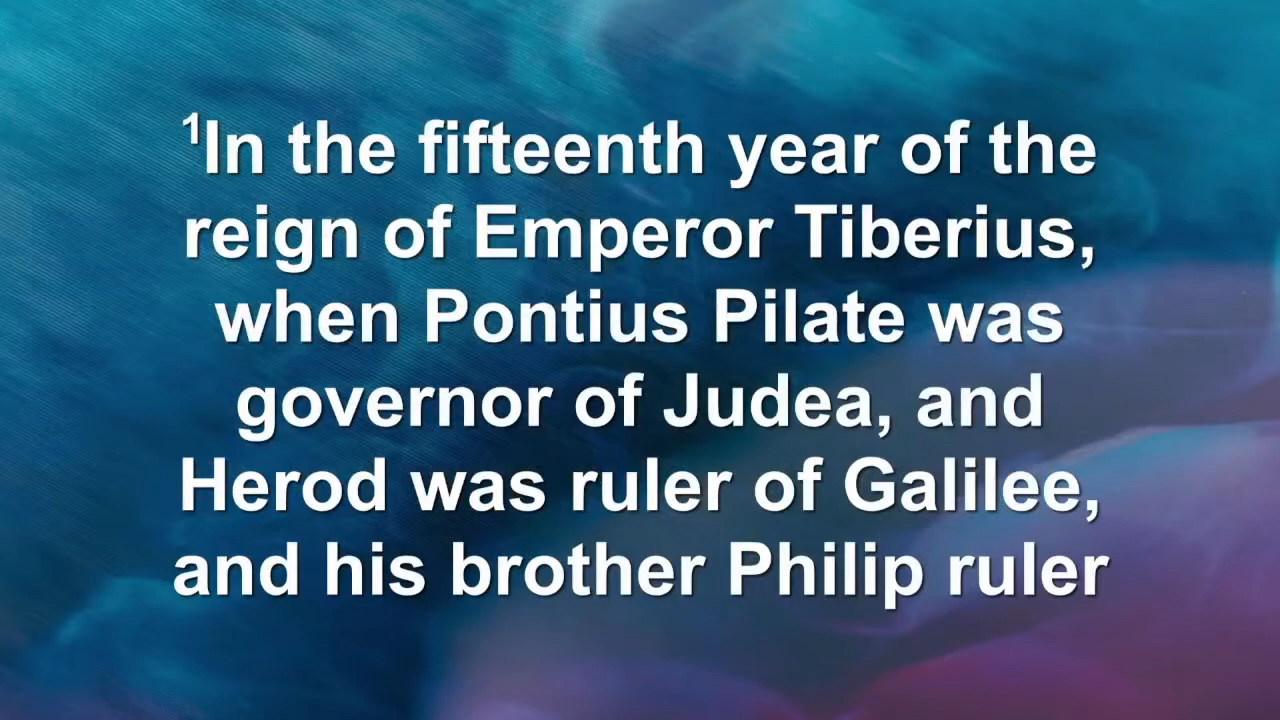 ¹In the fifteenth year of the
reign of Emperor Tiberius,
when Pontius Pilate was
governor of Judea, and
Herod was ruler of Galilee,
and his brother Philip ruler